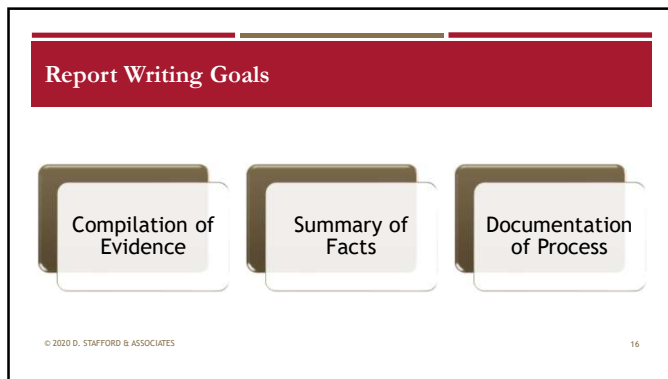 Report Writing Goals
Compilation of
Evidence
Summary of
Facts
Documentation
of Process
© 2020 D. STAFFORD & ASSOCIATES
16